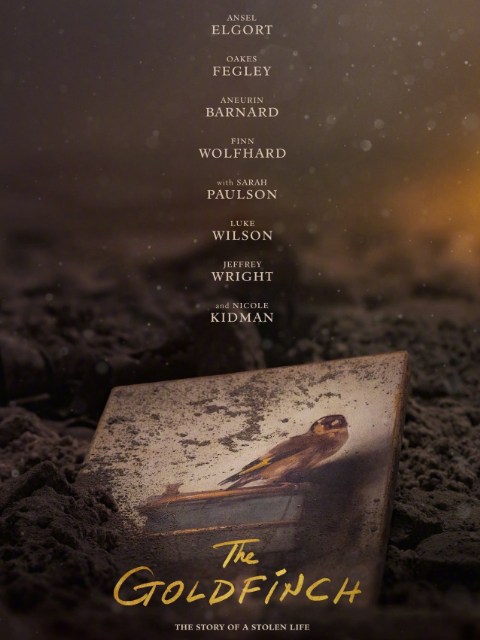 ANSEL
ELGORT
OAKES
FEGLEY
ANEURIN
BARNARD
FINN
WOLFHARD
with SARAH
PAULSON
LUKE
WILSON
JEFFREY
WRIGHT
and NICOLE
KIDMAN
The
GOLDFINCH
THE STORY OF A STOLEN LIFE